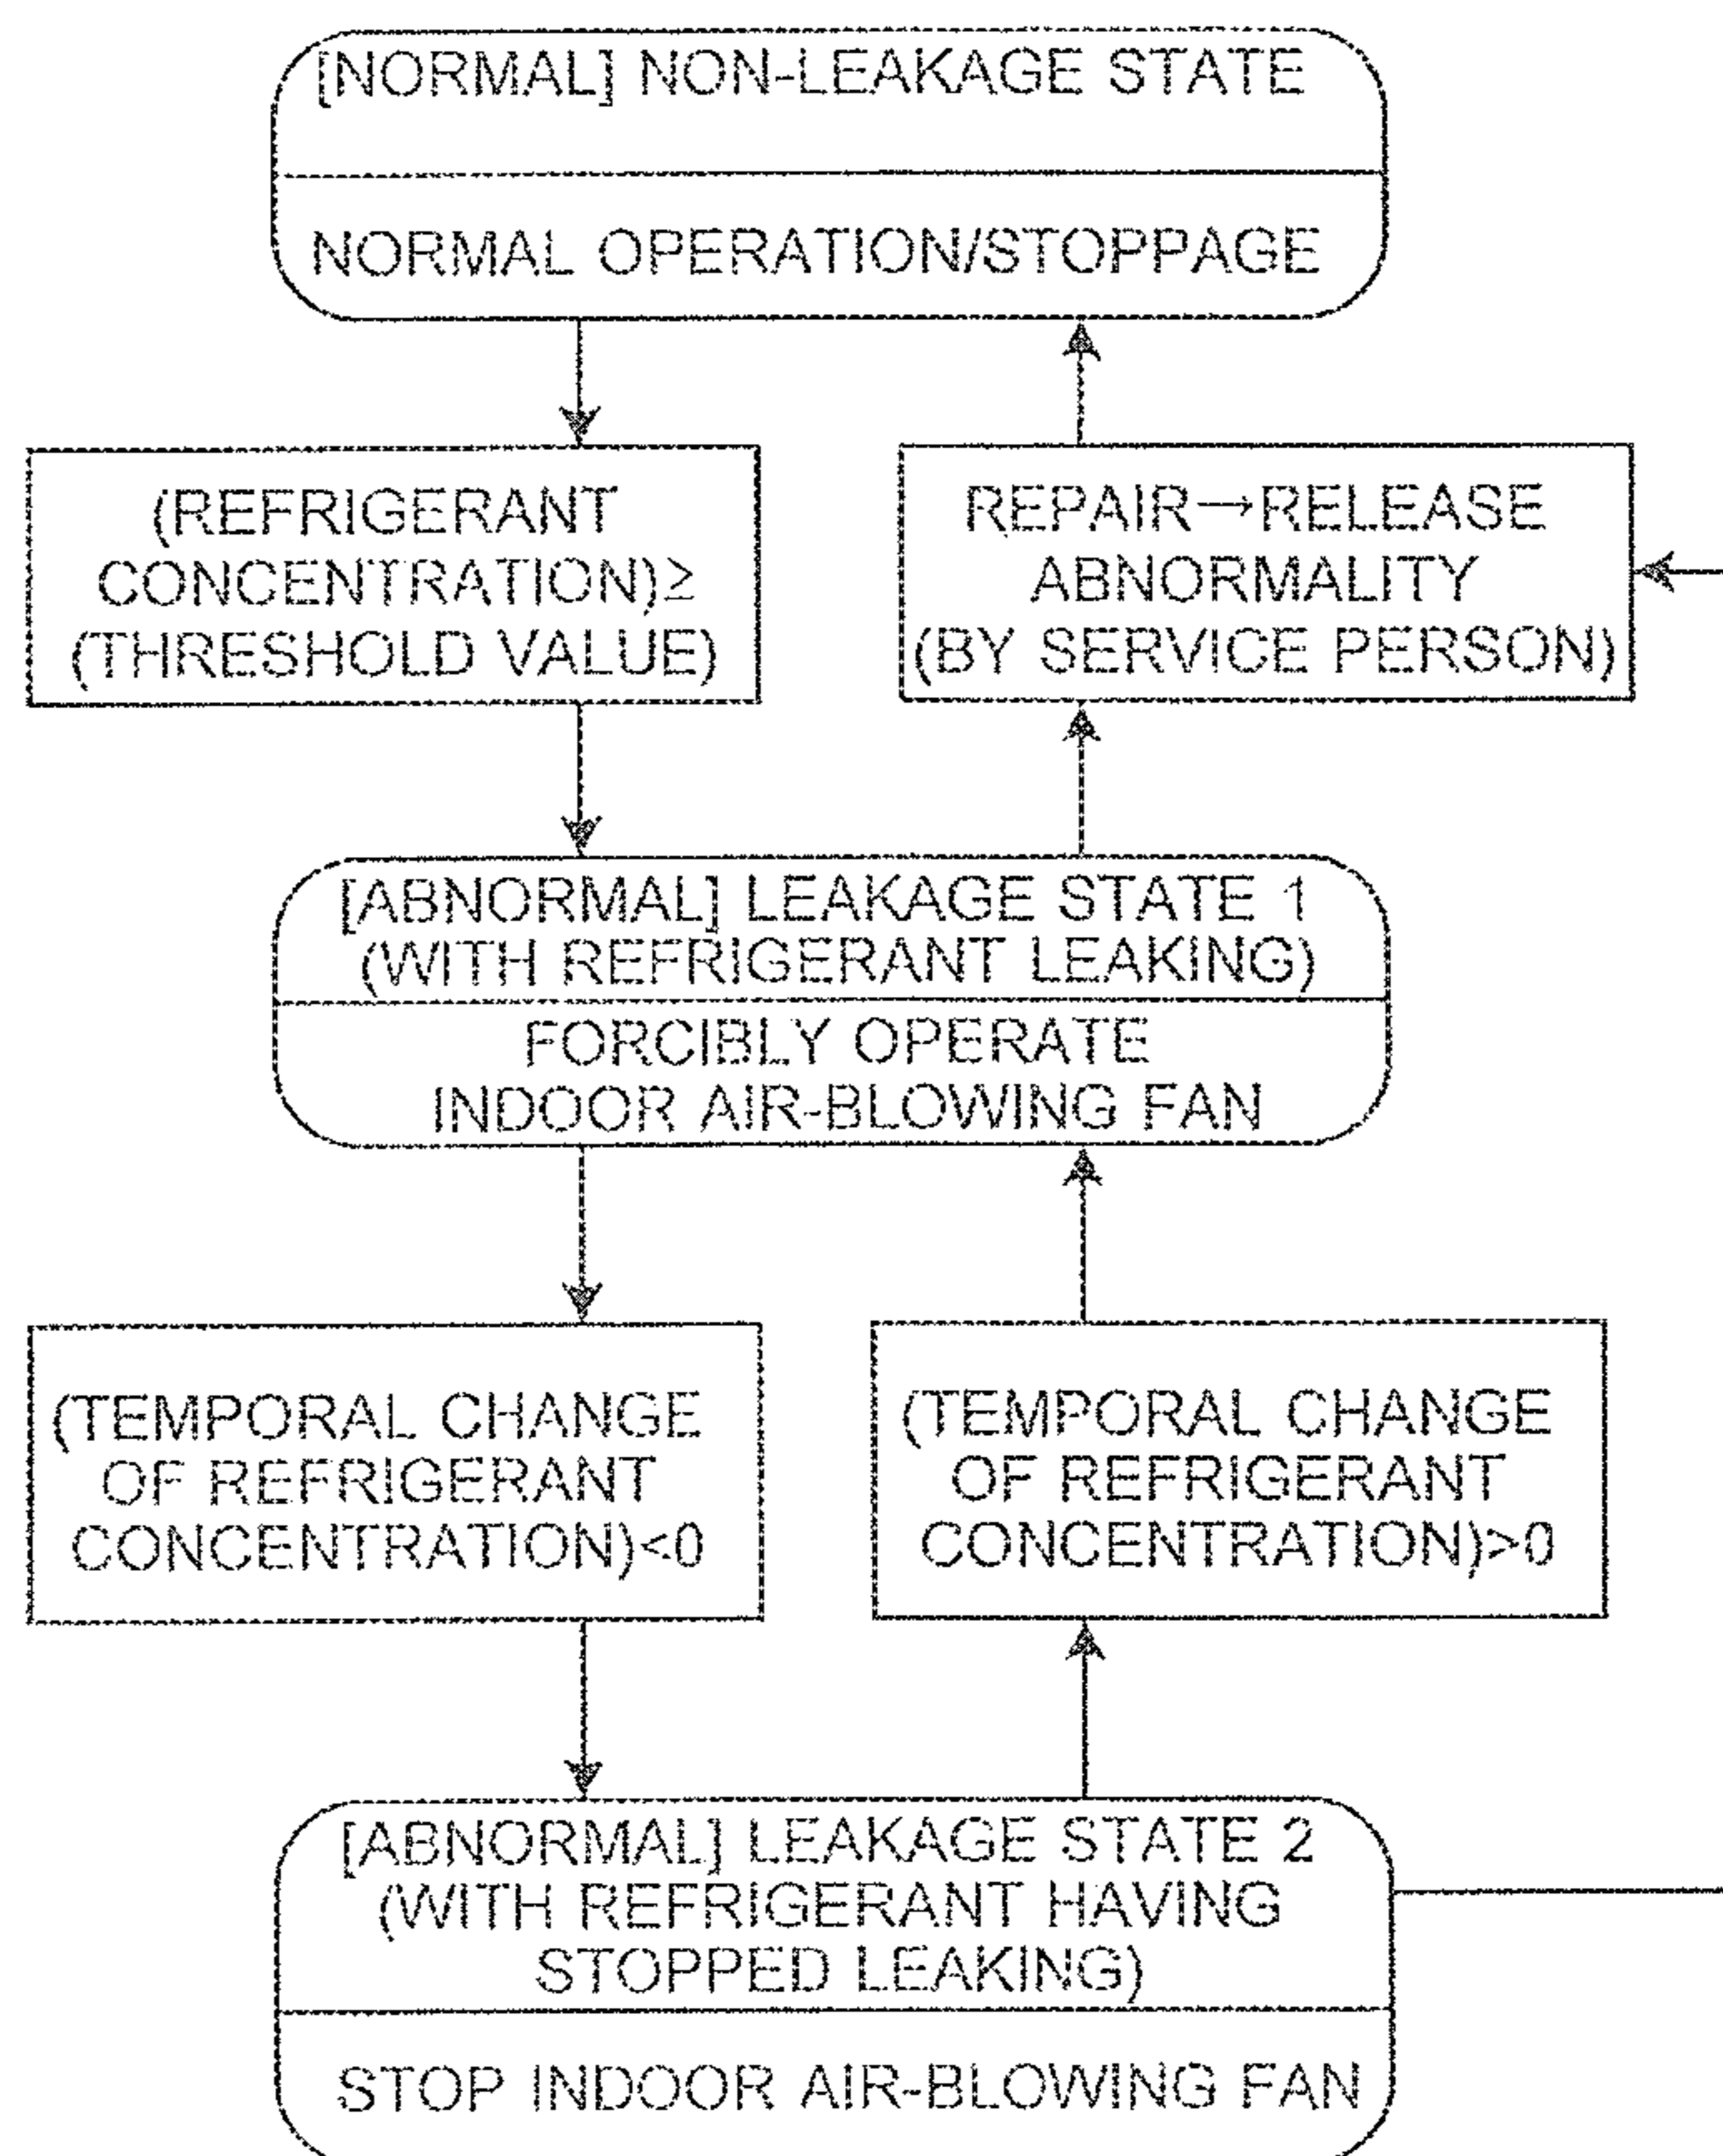 [NORMAL] NON-LEAKAGE STATE
NORMAL OPERATION/STOPPAGE
(REFRIGERANT
CONCENTRATION)≥
(THRESHOLD VALUE)
REPAIR→RELEASE
ABNORMALITY
(BY SERVICE PERSON)
[ABNORMAL] LEAKAGE STATE 1
(WITH REFRIGERANT LEAKING)
FORCIBLY OPERATE
INDOOR AIR-BLOWING FAN
(TEMPORAL CHANGE
OF REFRIGERANT
CONCENTRATION)<0
(TEMPORAL CHANGE
OF REFRIGERANT
CONCENTRATION)>0
[ABNORMAL] LEAKAGE STATE 2
(WITH REFRIGERANT HAVING
STOPPED LEAKING)
STOP INDOOR AIR-BLOWING FAN